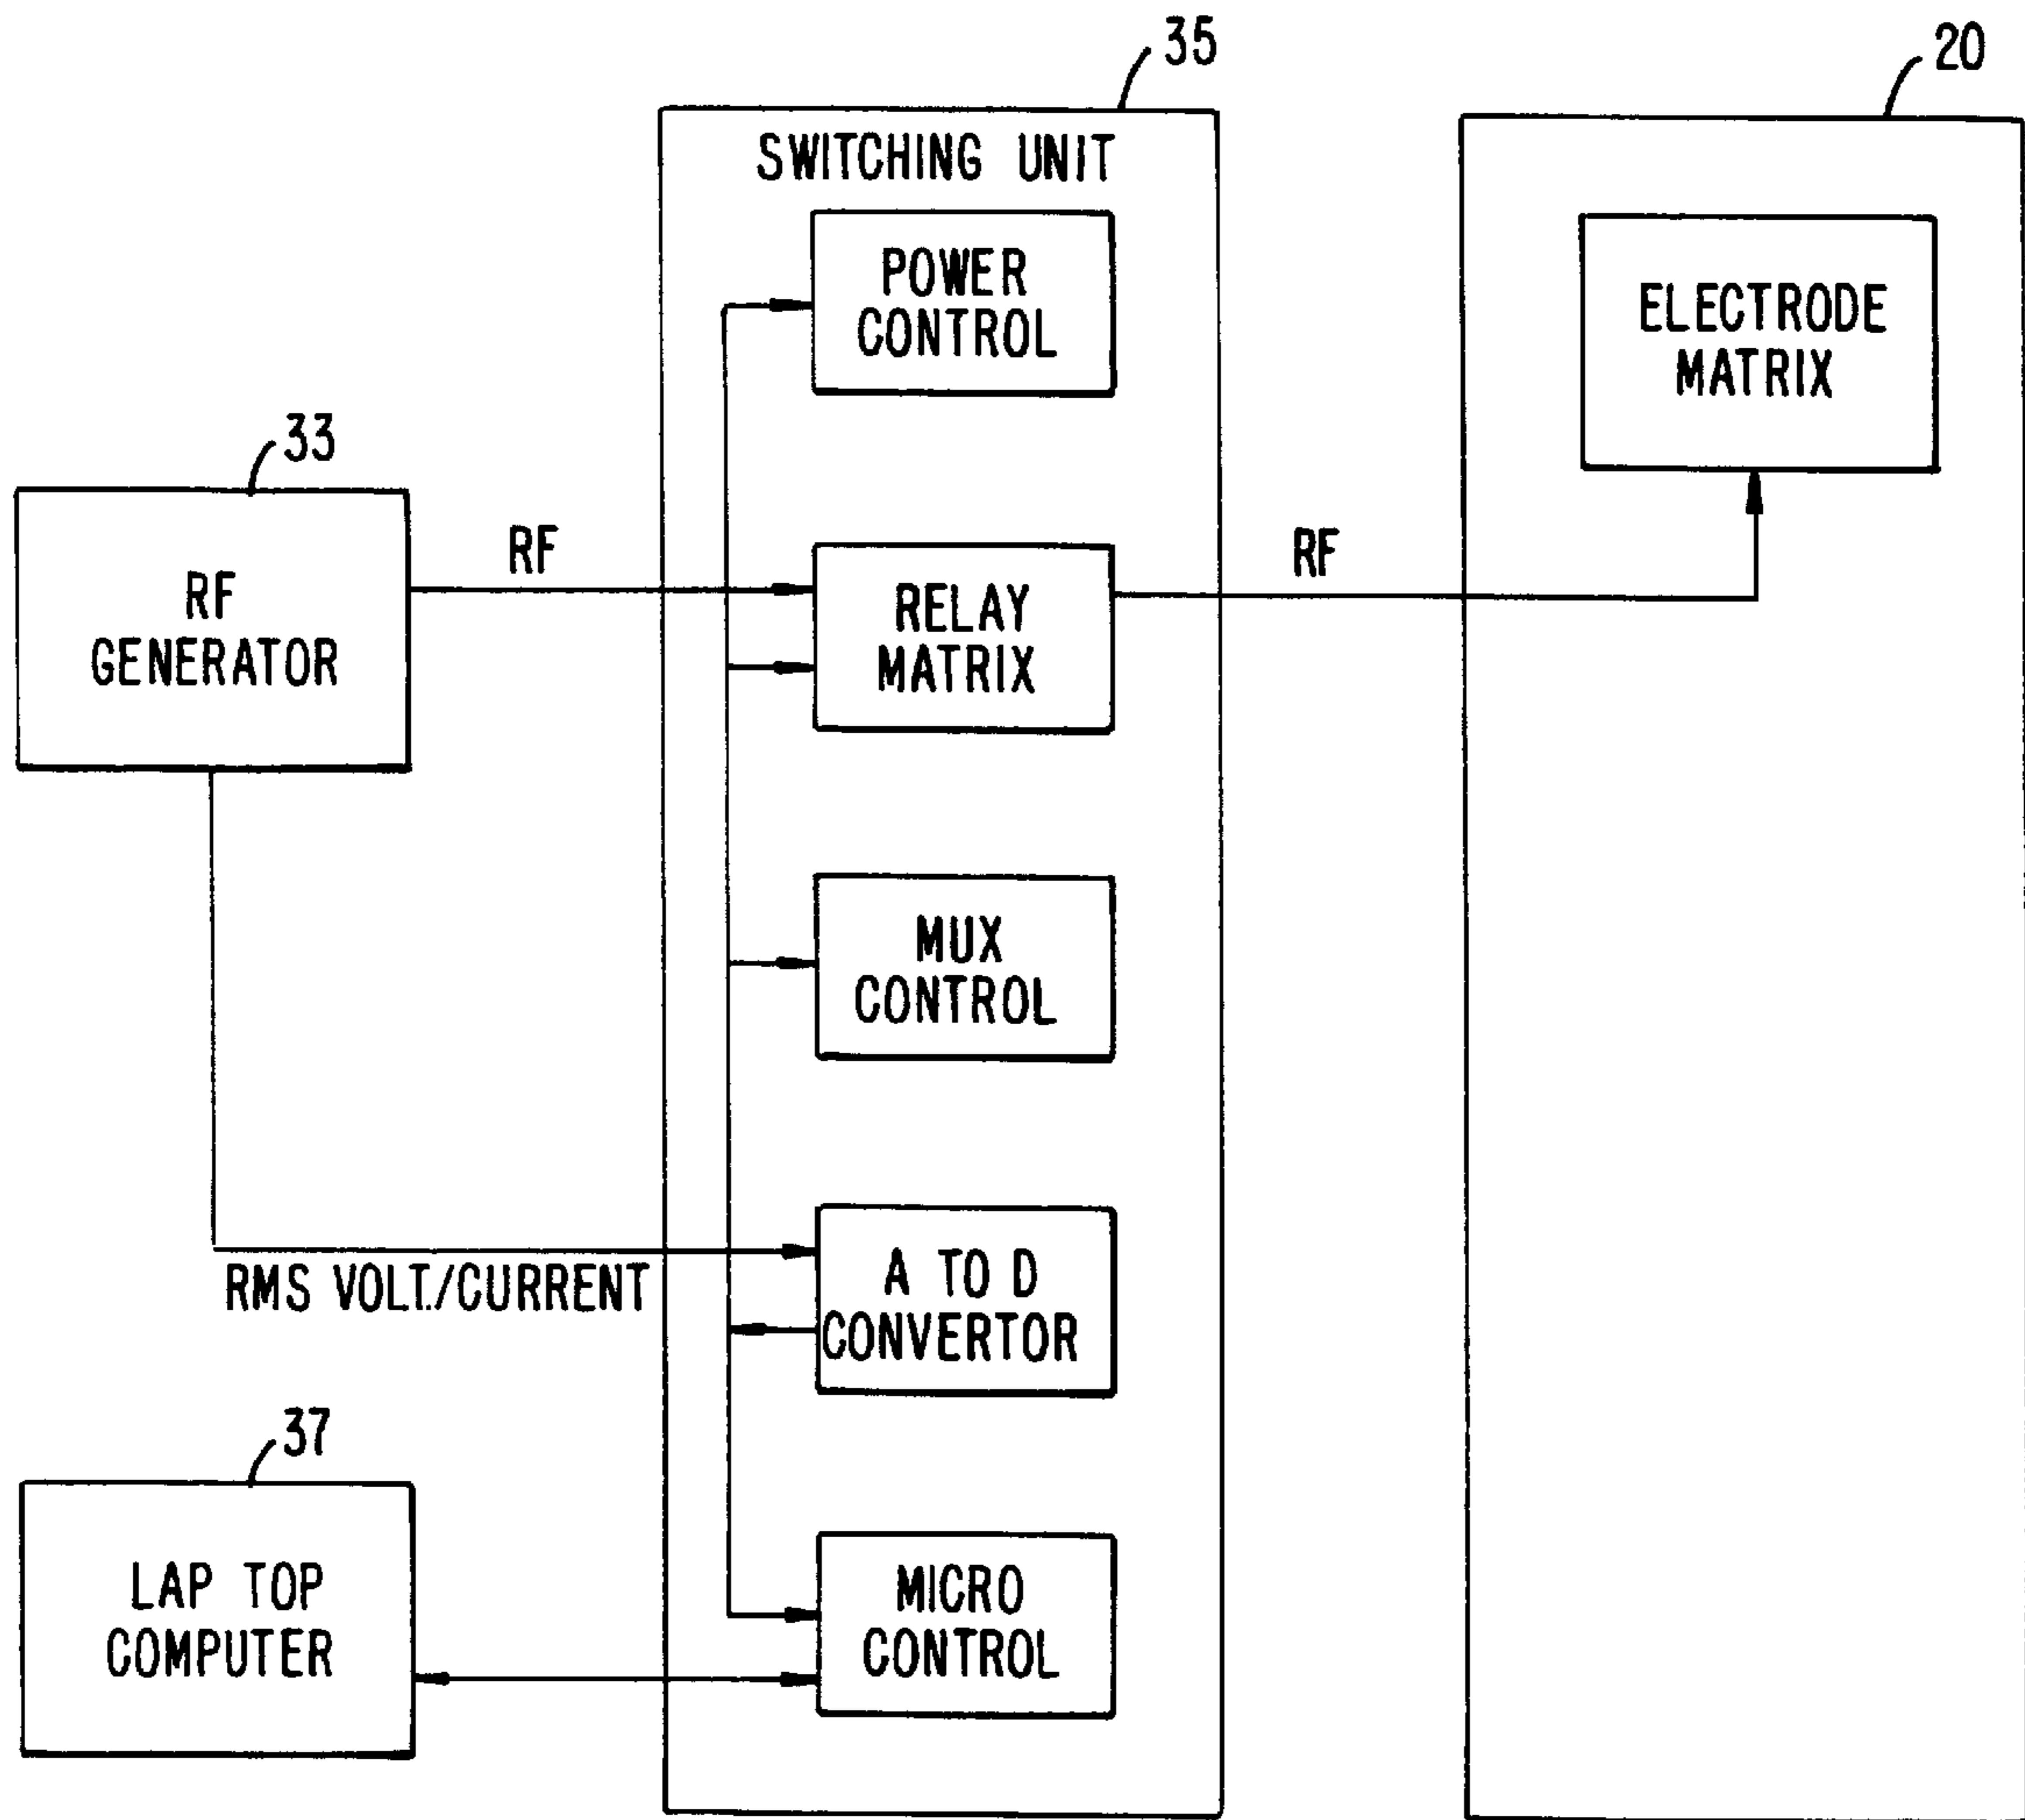 35
20
SWITCHING UNIT
POWER
CONTROL
ELECTRODE
MATRIX
33
RF
GENERATOR
RF
RELAY
MATRIX
RF
MUX
CONTROL
RMS VOLT./CURRENT
A TO D
CONVERTOR
37
LAP TOP
COMPUTER
MICRO
CONTROL